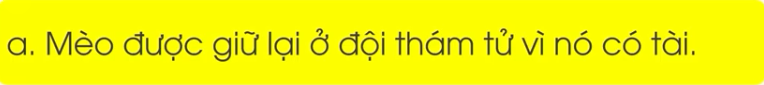 a. Mèo được giữ lại ở đội thám tử vì nó có tài.